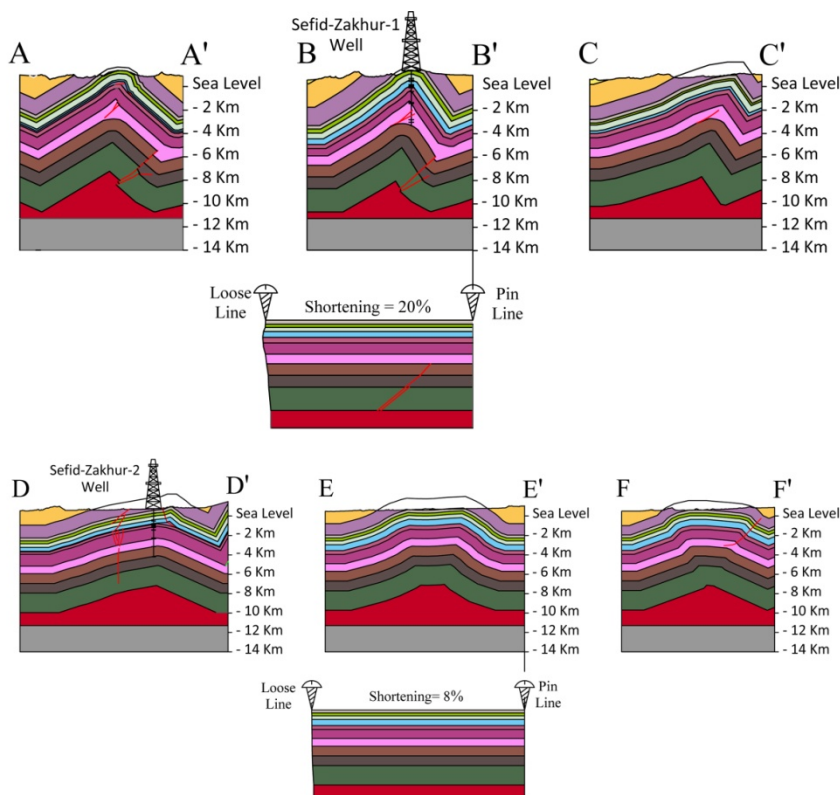 Sefid-Zakhur-1
Well
A A' B B' C C'
Sea Level Sea Level Sea Level
- 2 Km - 2 Km - 2 Km
- 4 Km - 4 Km - 4 Km
- 6 Km - 6 Km - 6 Km
- 8 Km - 8 Km - 8 Km
- 10 Km - 10 Km - 10 Km
- 12 Km - 12 Km - 12 Km
- 14 Km - 14 Km - 14 Km
Loose
Line
Shortening = 20%
Pin
Line
Sefid-Zakhur-2
Well
D D' E E' F F'
Sea Level Sea Level Sea Level
- 2 Km - 2 Km - 2 Km
- 4 Km - 4 Km - 4 Km
- 6 Km - 6 Km - 6 Km
- 8 Km - 8 Km - 8 Km
- 10 Km - 10 Km - 10 Km
- 12 Km - 12 Km - 12 Km
- 14 Km - 14 Km - 14 Km
Loose
Line
Shortening= 8%
Pin
Line